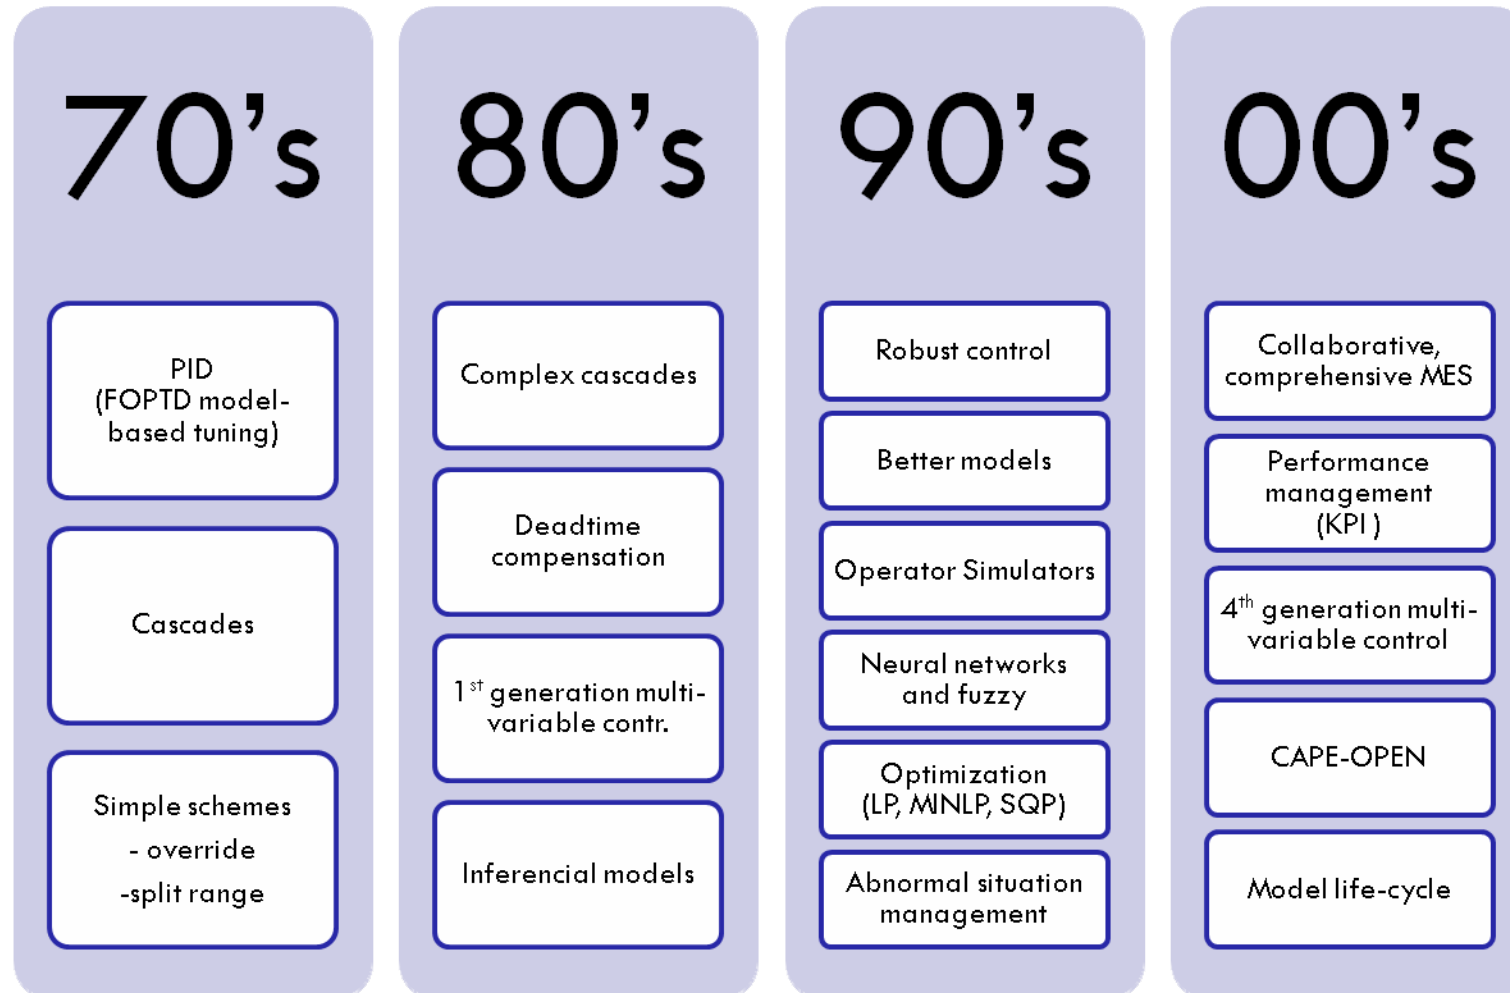 70's
PID
(FOPTD model-
based tuning)
Cascades
Simple schemes
- override
-split range
80's
Complex cascades
Deadtime
compensation
1st generation multi-
variable contr.
Inferencial models
90's
Robust control
Better models
Operator Simulators
Neural networks
and fuzzy
Optimization
(LP, MINLP, SQP)
Abnormal situation
management
00's
Collaborative,
comprehensive MES
Performance
management
(KPI )
4th generation multi-
variable control
CAPE-OPEN
Model life-cycle